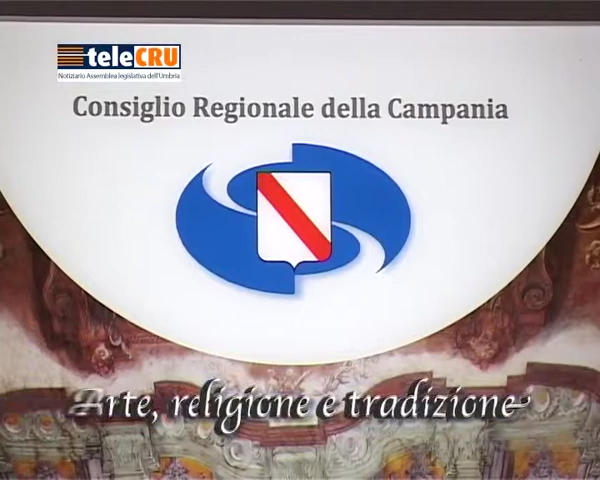 teleCRU
Notiziario Assemblea legislativa dell'Umbria
Consiglio Regionale della Campania
Arte, religione e tradizione